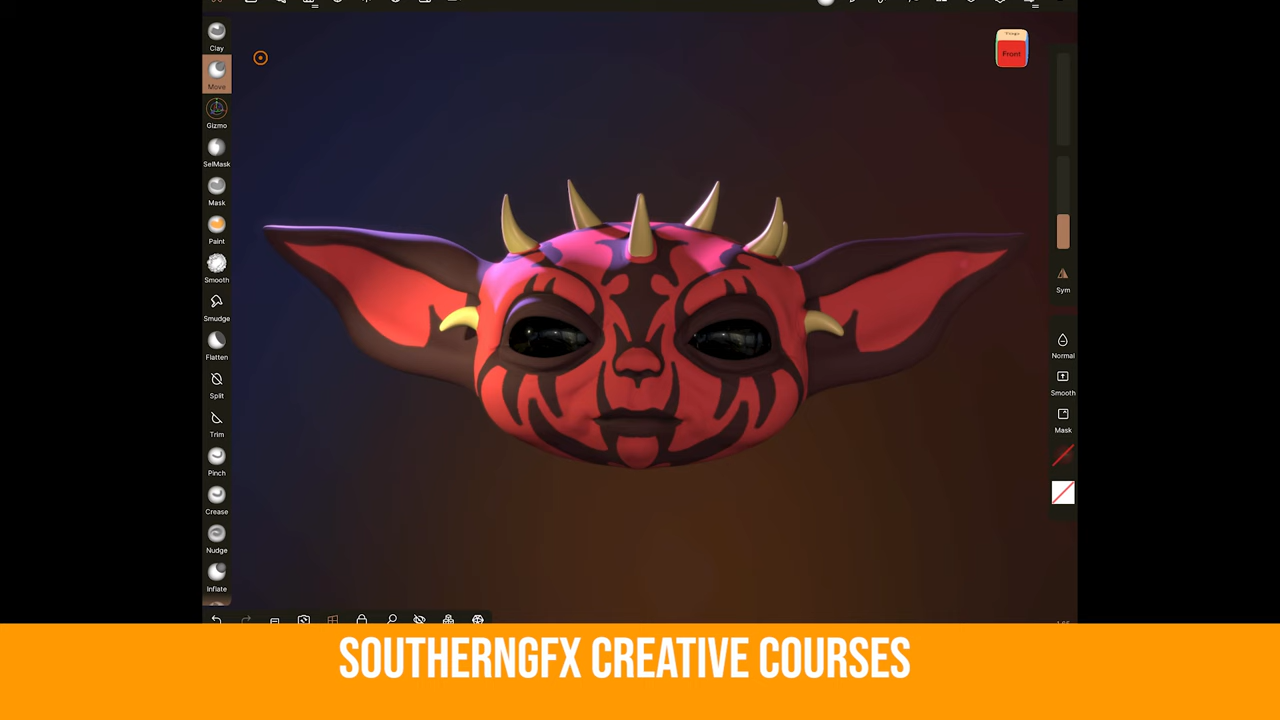 Clay
Move
Gizmo
SelMask
Mask
Paint
Smooth
Smudge
Flatten
Split
Trim
Pinch
Crease
Nudge
Inflate
Front
Sym
Normal
Smooth
Mask
SOUTHERNGFX CREATIVE COURSES